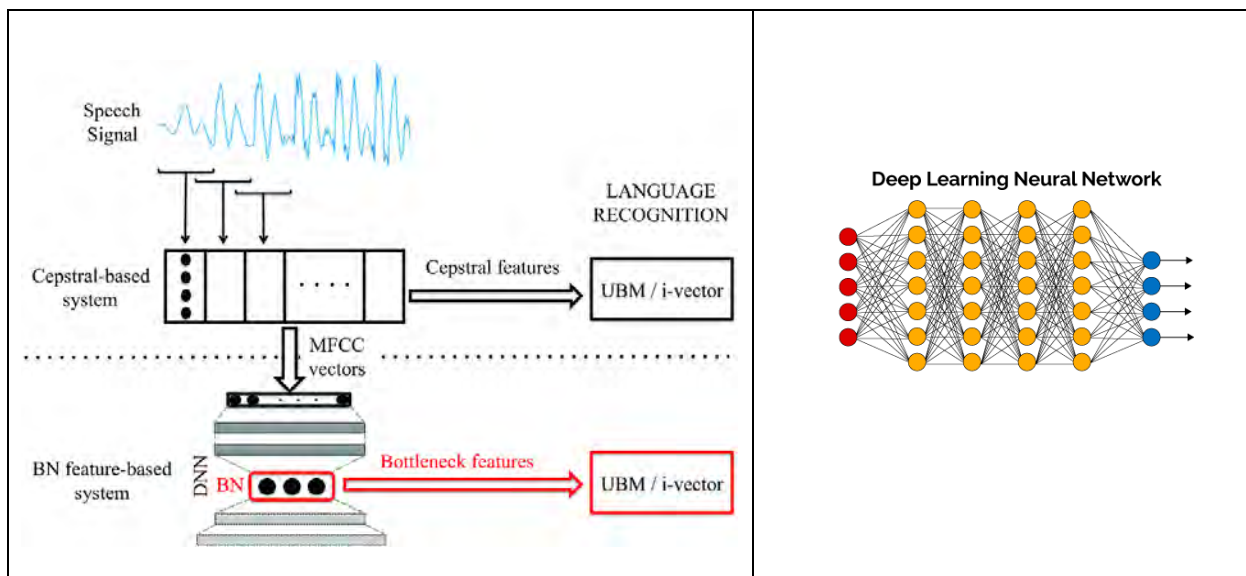 Speech
Signal
LANGUAGE
RECOGNITION
Cepstral-based
system
Cepstral features
UBM / i-vector
MFCC
vectors
BN feature-based
system
DNN
BN
Bottleneck features
UBM / i-vector
Deep Learning Neural Network